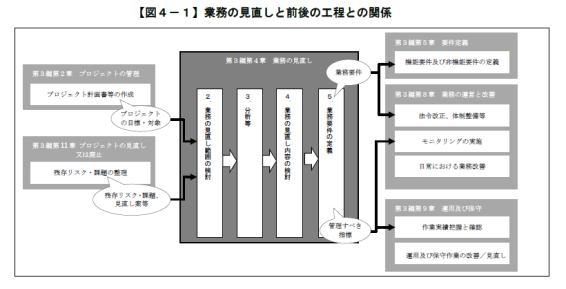 【図４－１】業務の見直しと前後の工程との関係
第３編第２章 プロジェクトの管理
プロジェクト計画書等の作成
プロジェクト
の目標・対象
第３編第11章 プロジェクトの見直し
又は廃止
残存リスク・課題の整理
残存リスク・課題、
見直し案等
第３編第４章 業務の見直し
２．業務の見直し範囲の検討
３．分析等
４．業務の見直し内容の検討
５．業務要件の定義
業務要件
管理すべき
指標
第３編第５章 要件定義
機能要件及び非機能要件の定義
第３編第８章 業務の運営と改善
法令改正、体制整備等
モニタリングの実施
日常における業務改善
第３編第９章 運用及び保守
作業実績把握と確認
運用及び保守作業の改善／見直し